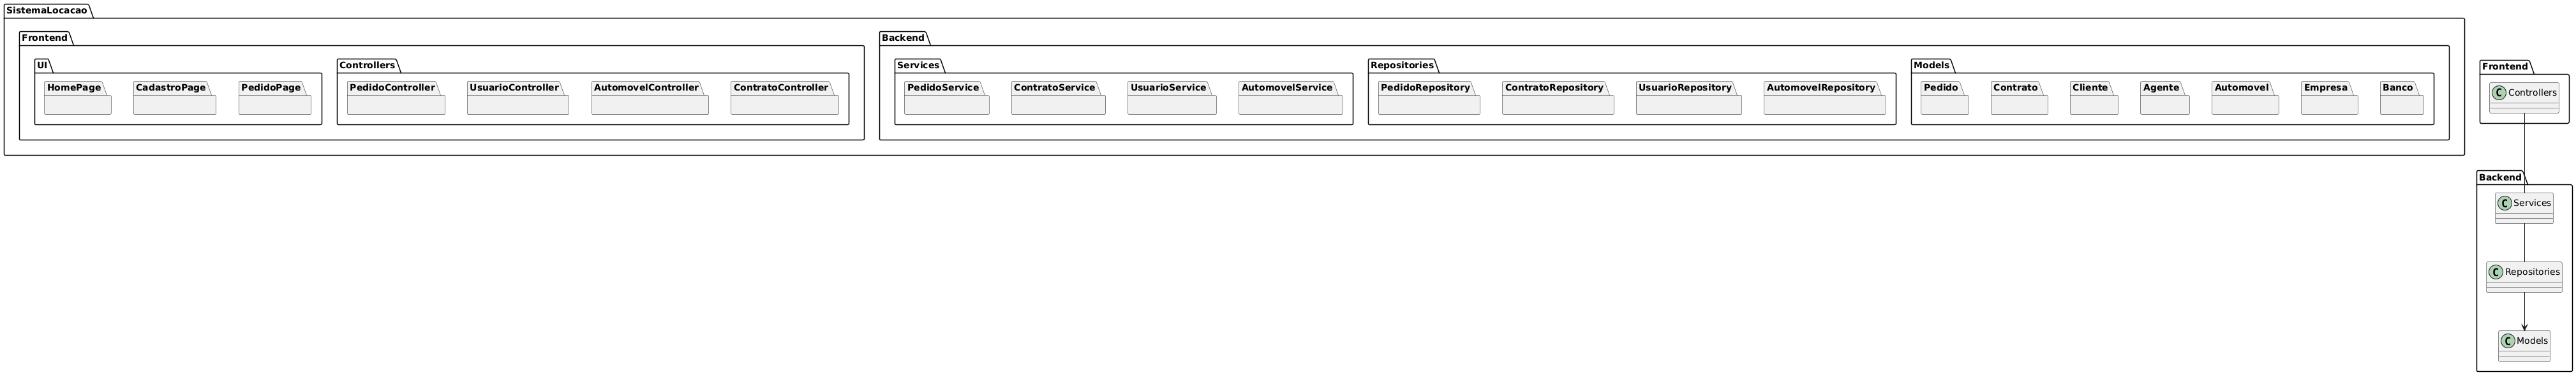 SistemaLocacao
Frontend
UI
HomePage
CadastroPage
PedidoPage
Controllers
PedidoController
UsuarioController
AutomovelController
ContratoController
Backend
Services
PedidoService
ContratoService
UsuarioService
AutomovelService
Repositories
PedidoRepository
ContratoRepository
UsuarioRepository
AutomovelRepository
Models
Pedido
Contrato
Cliente
Agente
Automovel
Empresa
Banco
Frontend
C Controllers
Backend
C Services
C Repositories
C Models